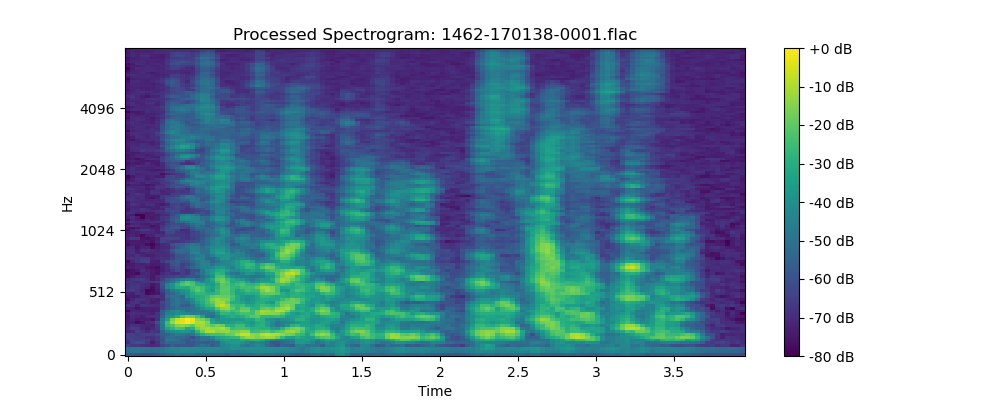 Processed Spectrogram: 1462-170138-0001.flac
+0 dB
-10 dB
-20 dB
-30 dB
-40 dB
-50 dB
-60 dB
-70 dB
-80 dB
4096
2048
1024
512
0
Hz
0
0.5
1
1.5
2
2.5
3
3.5
Time